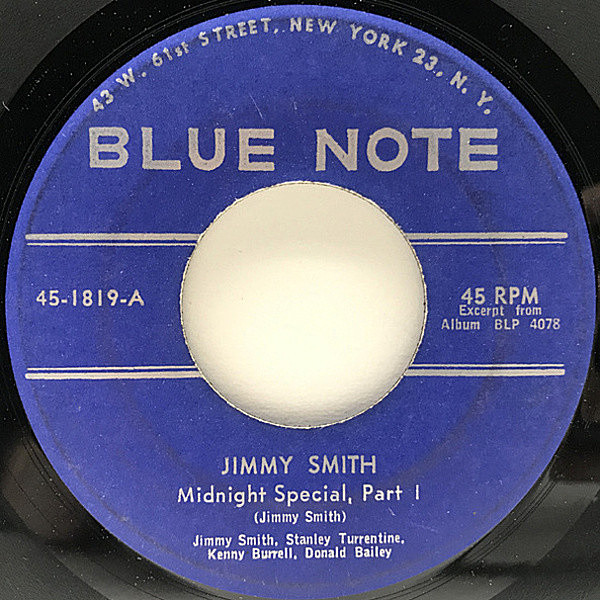 43 W. 61st STREET, NEW YORK 23, N. Y.
BLUE NOTE
45-1819-A
45 RPM
Excerpt from
Album BLP 4078
JIMMY SMITH
Midnight Special, Part 1
(Jimmy Smith)
Jimmy Smith, Stanley Turrentine,
Kenny Burrell, Donald Bailey